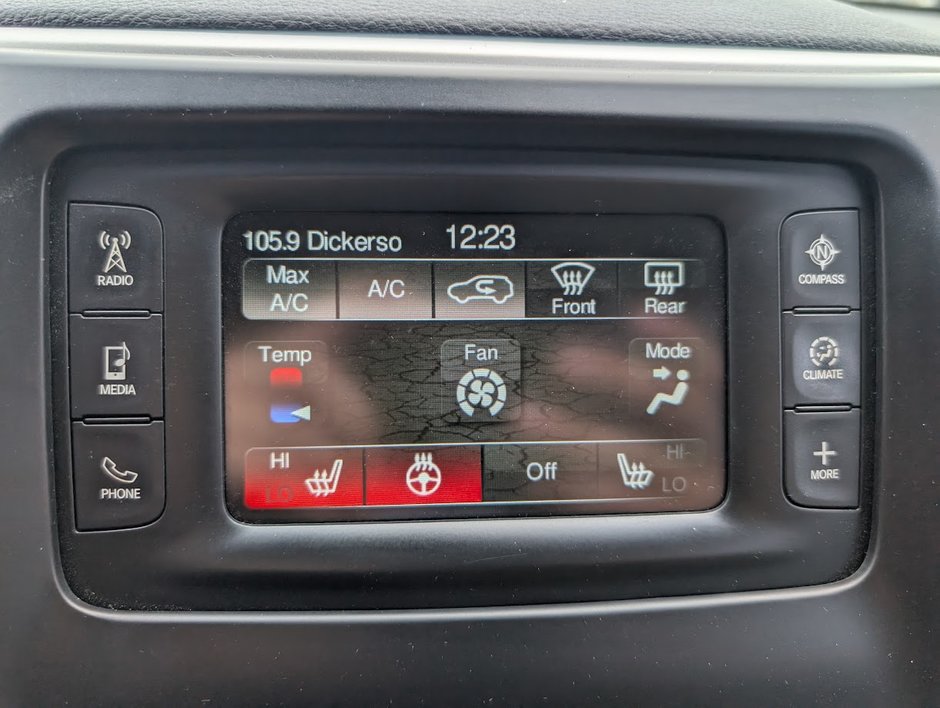 105.9 Dickerso 12:23
Max A/C
A/C
Front
Rear
RADIO
MEDIA
PHONE
Temp
Fan
Mode
HI
LO
Off
HI
LO
N
COMPASS
CLIMATE
MORE